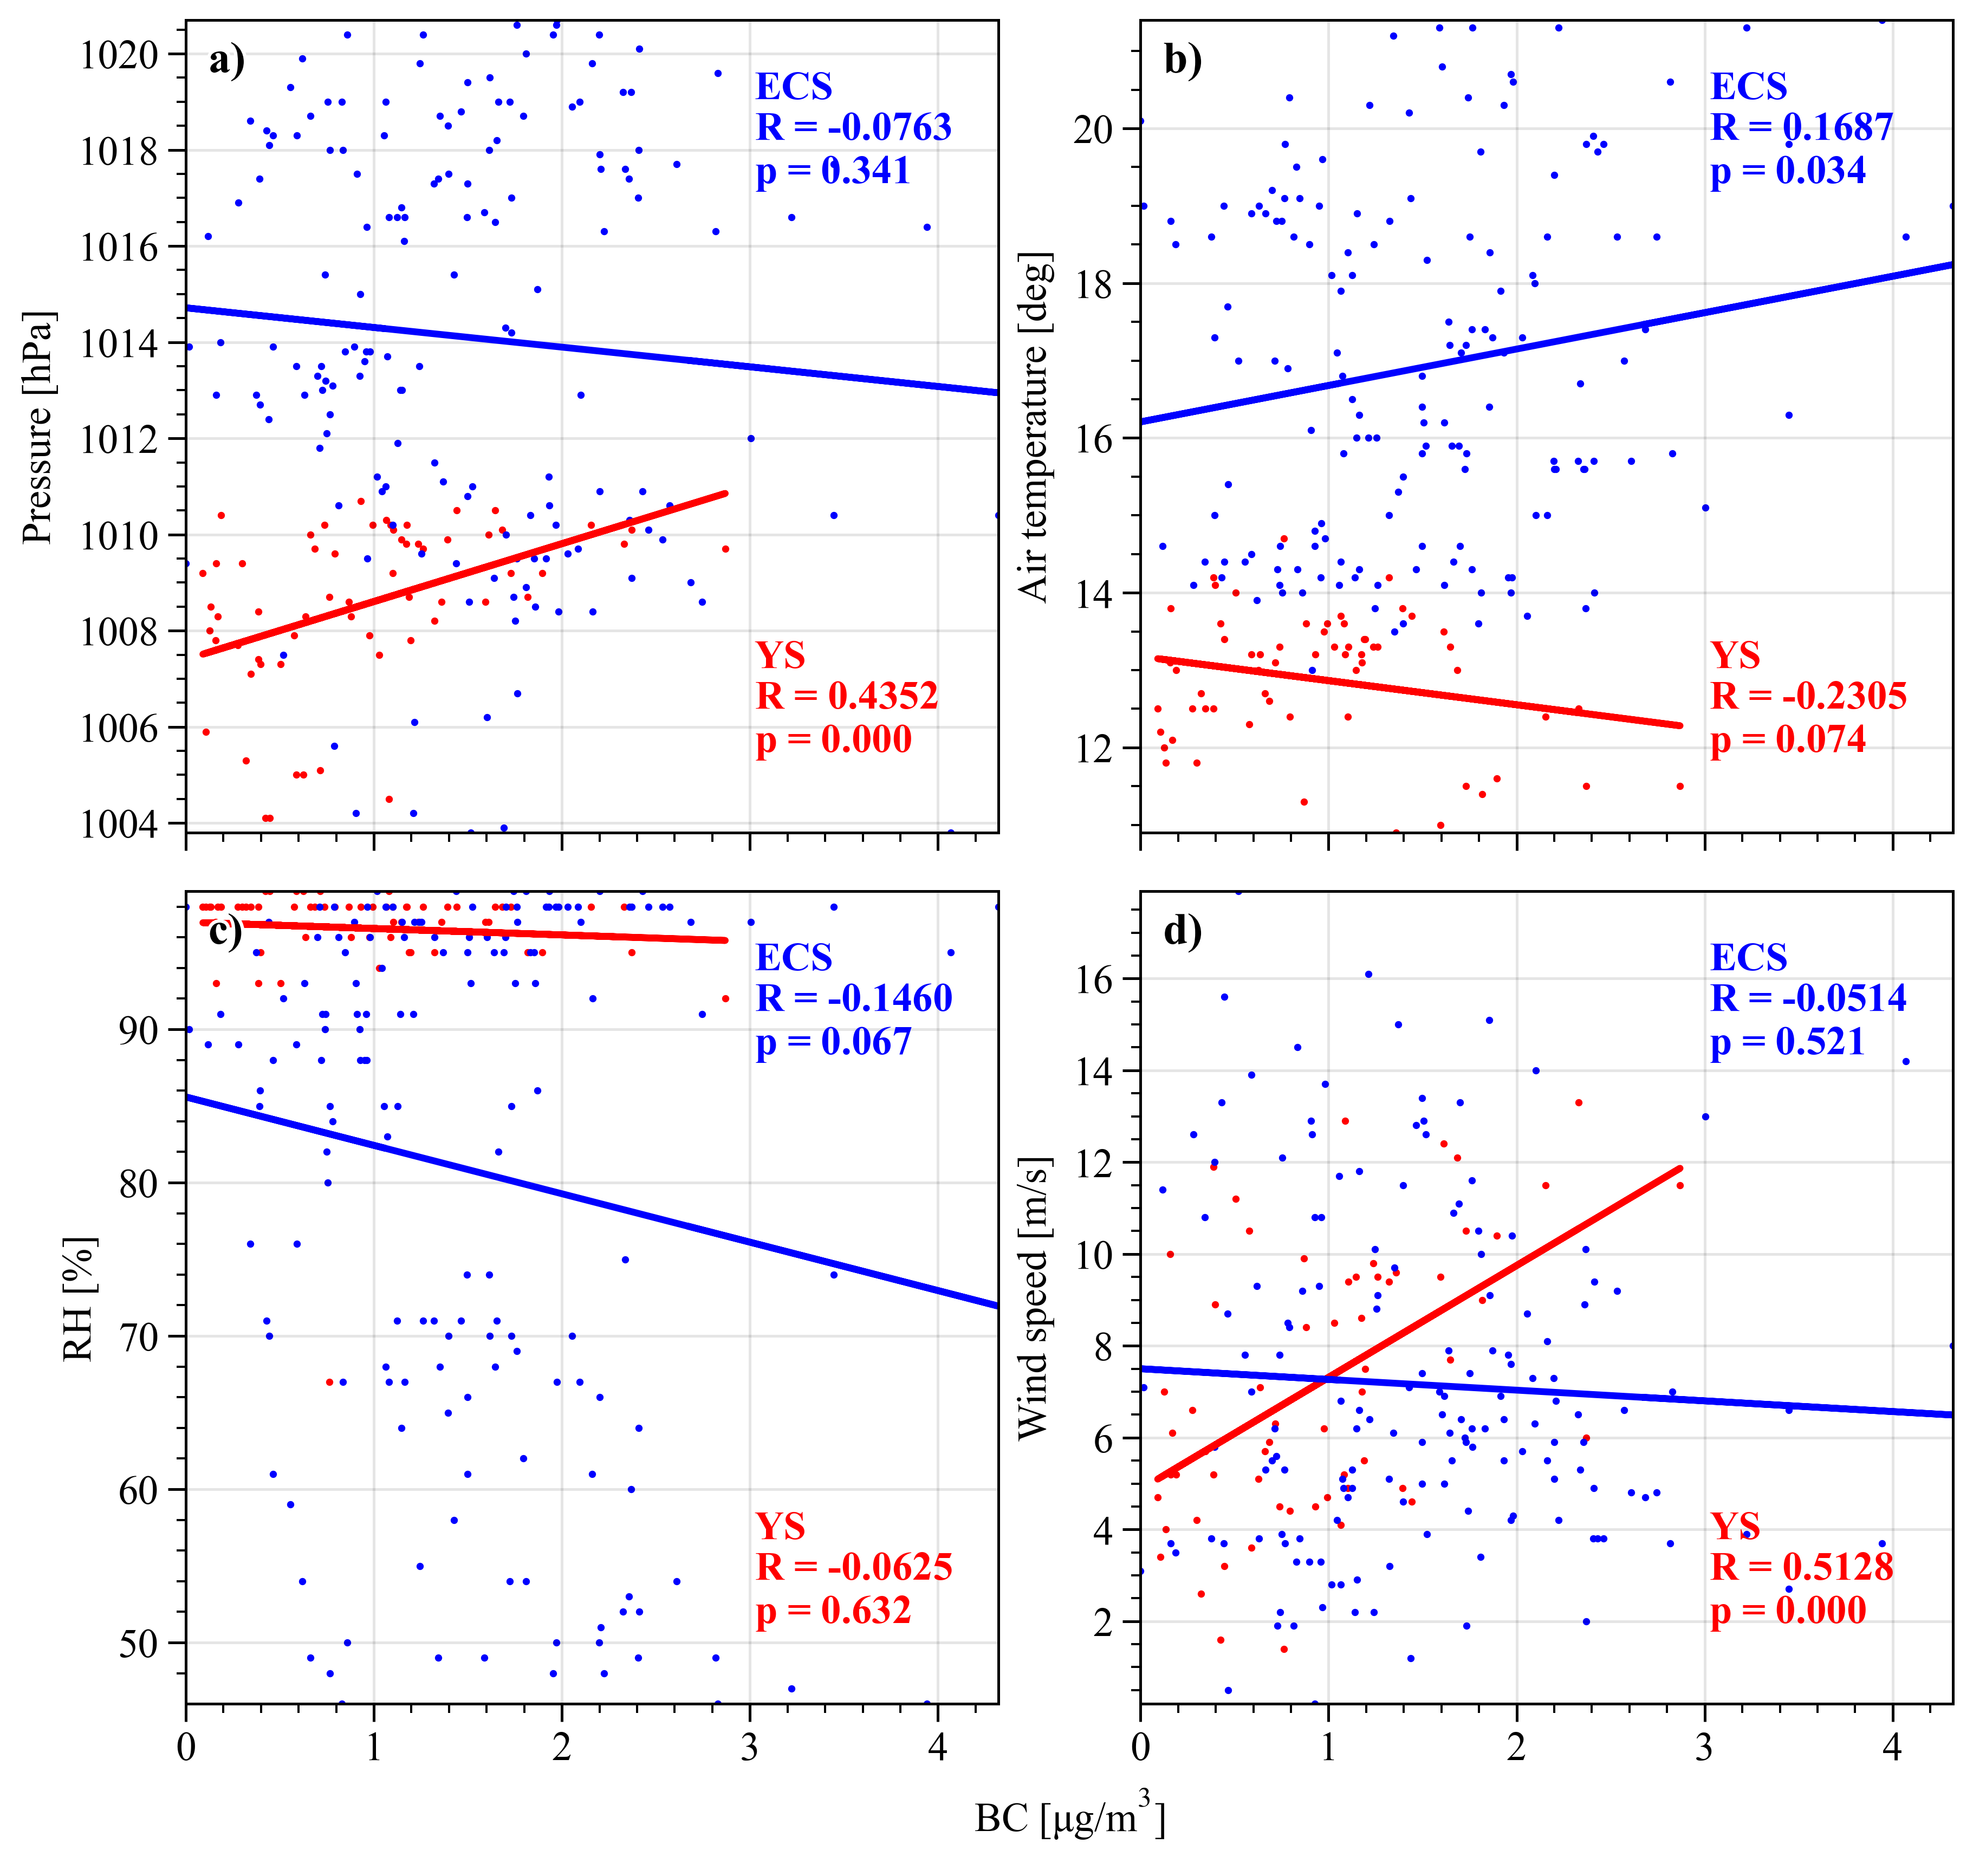 a)
ECS
R = -0.0763
p = 0.341
YS
R = 0.4352
p = 0.000
1020
1018
1016
1014
1012
1010
1008
1006
1004
Pressure [hPa]
b)
ECS
R = 0.1687
p = 0.034
YS
R = -0.2305
p = 0.074
20
18
16
14
12
Air temperature [deg]
c)
ECS
R = -0.1460
p = 0.067
YS
R = -0.0625
p = 0.632
90
80
70
60
50
RH [%]
0 1 2 3 4
d)
ECS
R = -0.0514
p = 0.521
YS
R = 0.5128
p = 0.000
16
14
12
10
8
6
4
2
Wind speed [m/s]
0 1 2 3 4
BC [μg/m³]